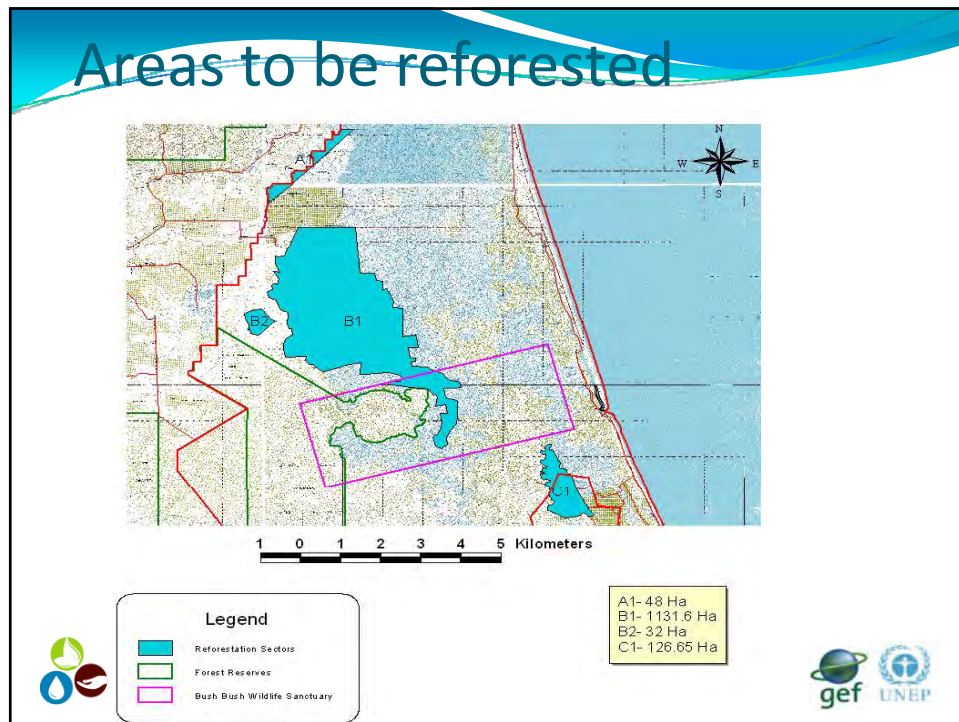 Areas to be reforested
N
W E
S
A1
B2
B1
C1
1 0 1 2 3 4 5 Kilometers
Legend
Reforestation Sectors
Forest Reserves
Bush Bush Wildlife Sanctuary
A1- 48 Ha
B1- 1131.6 Ha
B2- 32 Ha
C1- 126.65 Ha
gef
UNEP